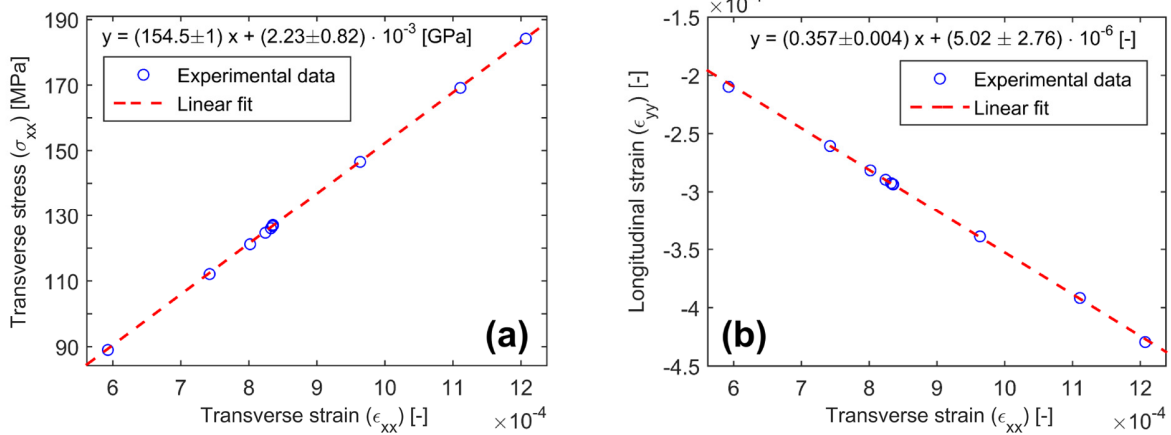 y = (154.5±1) x + (2.23±0.82) · 10⁻³ [GPa]
Experimental data
Linear fit
Transverse stress (σxx) [MPa]
190
170
150
130
110
90
(a)
6 7 8 9 10 11 12
Transverse strain (ϵxx) [-]
×10⁻⁴
y = (0.357±0.004) x + (5.02 ± 2.76) · 10⁻⁶ [-]
Experimental data
Linear fit
Longitudinal strain (ϵyy) [-]
-1.5
-2
-2.5
-3
-3.5
-4
-4.5
(b)
6 7 8 9 10 11 12
Transverse strain (ϵxx) [-]
×10⁻⁴